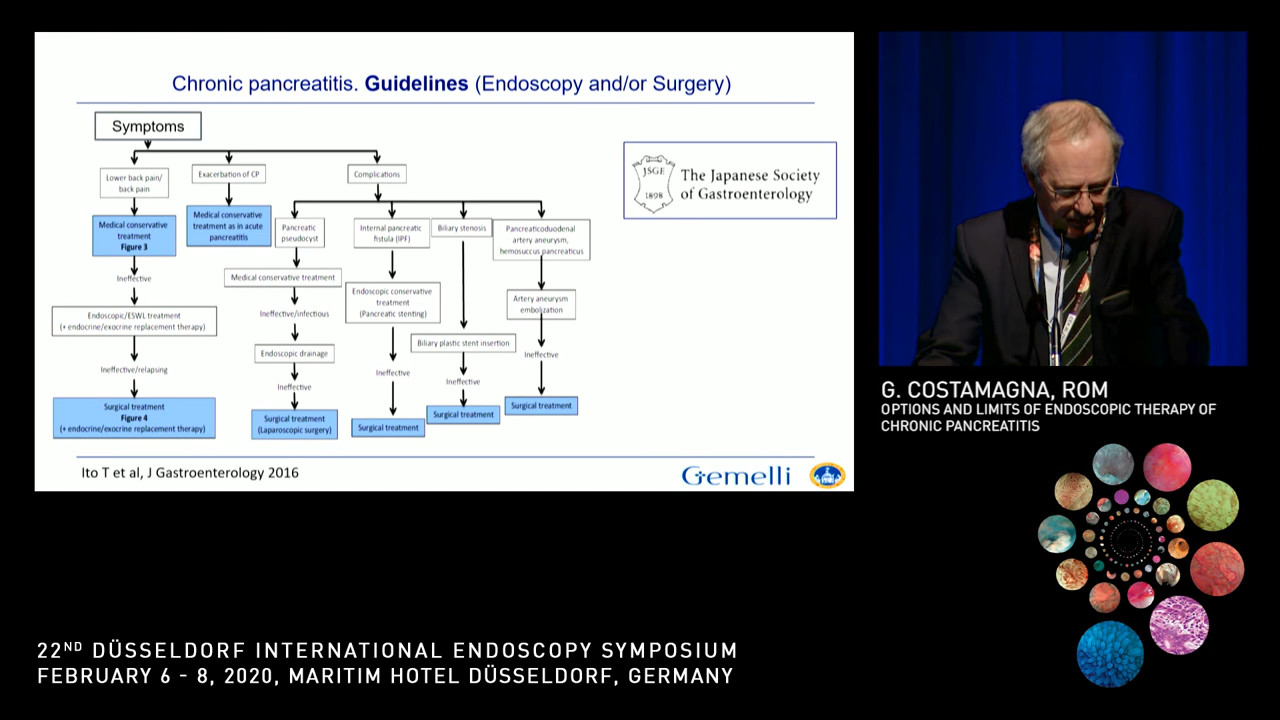 Chronic pancreatitis. Guidelines (Endoscopy and/or Surgery)
Symptoms
Lower back pain/
back pain
Exacerbation of CP
Complications
Medical conservative
treatment
Figure 3
Medical conservative
treatment as in acute
pancreatitis
Pancreatic
pseudocyst
Internal pancreatic
fistula (IPF)
Biliary stenosis
Pancreaticoduodenal
artery aneurysm,
hemosuccus pancreaticus
Ineffective
Medical conservative treatment
Endoscopic conservative
treatment
(Pancreatic stenting)
Artery aneurysm
embolization
Endoscopic/ESWL treatment
(+ endocrine/exocrine replacement therapy)
Ineffective/infectious
Biliary plastic stent insertion
Endoscopic drainage
Ineffective
Ineffective/relapsing
Ineffective
Ineffective
Ineffective
Surgical treatment
Figure 4
(+ endocrine/exocrine replacement therapy)
Surgical treatment
(Laparoscopic surgery)
Surgical treatment
Surgical treatment
Surgical treatment
JSGE
1898
The Japanese Society
of Gastroenterology
Ito T et al, J Gastroenterology 2016
Gemelli
G. COSTAMAGNA, ROM
OPTIONS AND LIMITS OF ENDOSCOPIC THERAPY OF
CHRONIC PANCREATITIS
22ND DÜSSELDORF INTERNATIONAL ENDOSCOPY SYMPOSIUM
FEBRUARY 6 - 8, 2020, MARITIM HOTEL DÜSSELDORF, GERMANY